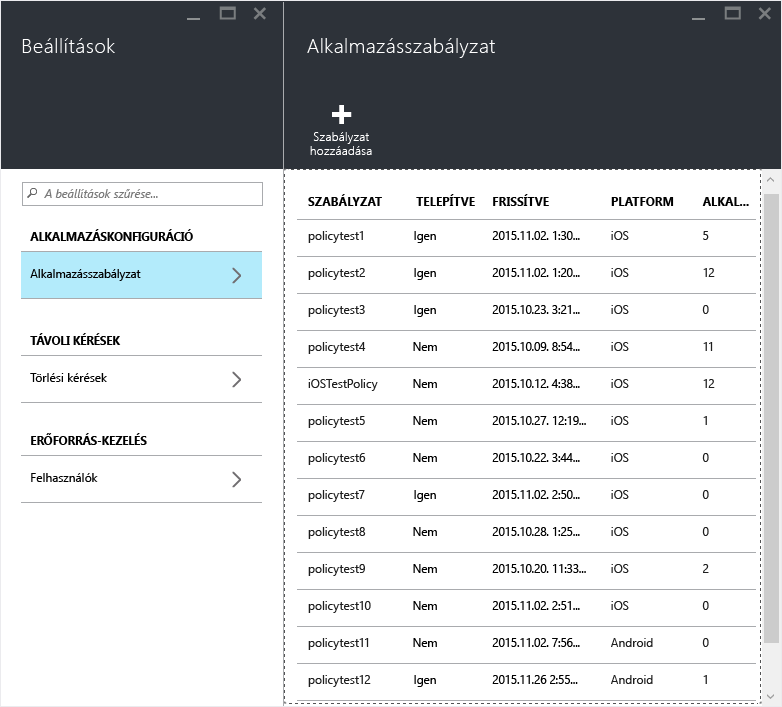 Beállítások
A beállítások szűrése...
ALKALMAZÁSKONFIGURÁCIÓ
Alkalmazásszabályzat
TÁVOLI KÉRÉSEK
Törlési kérések
ERŐFORRÁS-KEZELÉS
Felhasználók
Alkalmazásszabályzat
Szabályzat
hozzáadása
SZABÁLYZAT TELEPÍTVE FRISSÍTVE PLATFORM ALKAL...
policytest1 Igen 2015.11.02. 1:30... iOS 5
policytest2 Igen 2015.11.02. 1:20... iOS 12
policytest3 Igen 2015.10.23. 3:21... iOS 0
policytest4 Nem 2015.10.09. 8:54... iOS 11
iOSTestPolicy Nem 2015.10.12. 4:38... iOS 12
policytest5 Nem 2015.10.27. 12:19... iOS 1
policytest6 Nem 2015.10.22. 3:44... iOS 0
policytest7 Igen 2015.11.02. 2:50... iOS 0
policytest8 Nem 2015.10.28. 1:25... iOS 0
policytest9 Nem 2015.10.20. 11:33... iOS 2
policytest10 Nem 2015.11.02. 2:51... iOS 0
policytest11 Nem 2015.11.02. 7:56... Android 0
policytest12 Igen 2015.11.26 2:55... Android 1